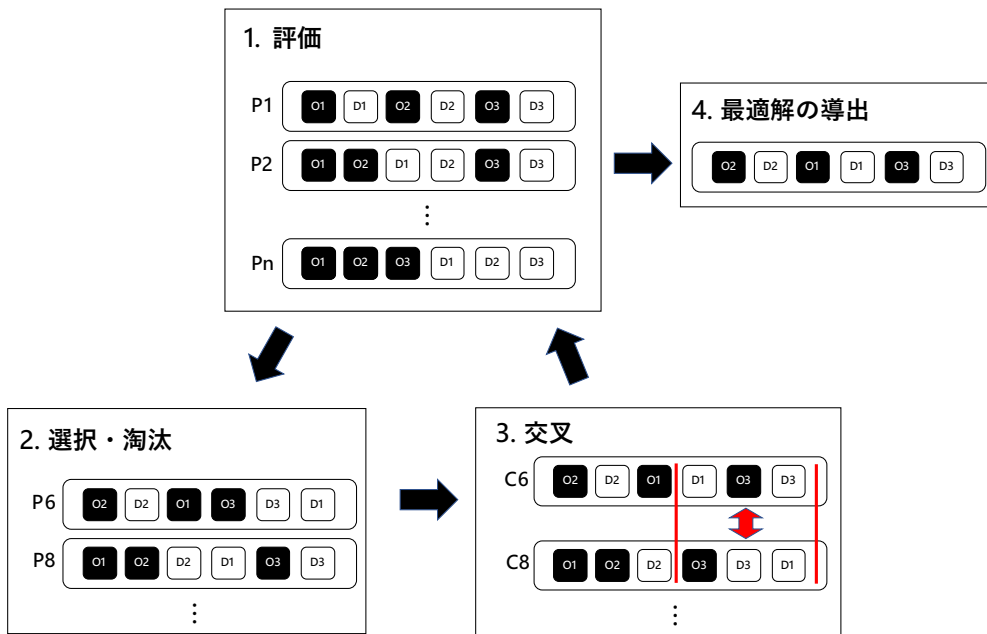 1. 評価
P1 O1 D1 O2 D2 O3 D3
P2 O1 O2 D1 D2 O3 D3
⋮
Pn O1 O2 O3 D1 D2 D3
4. 最適解の導出
O2 D2 O1 D1 O3 D3
2. 選択・淘汰
P6 O2 D2 O1 O3 D3 D1
P8 O1 O2 D2 D1 O3 D3
⋮
3. 交叉
C6 O2 D2 O1 D1 O3 D3
C8 O1 O2 D2 O3 D3 D1
⋮